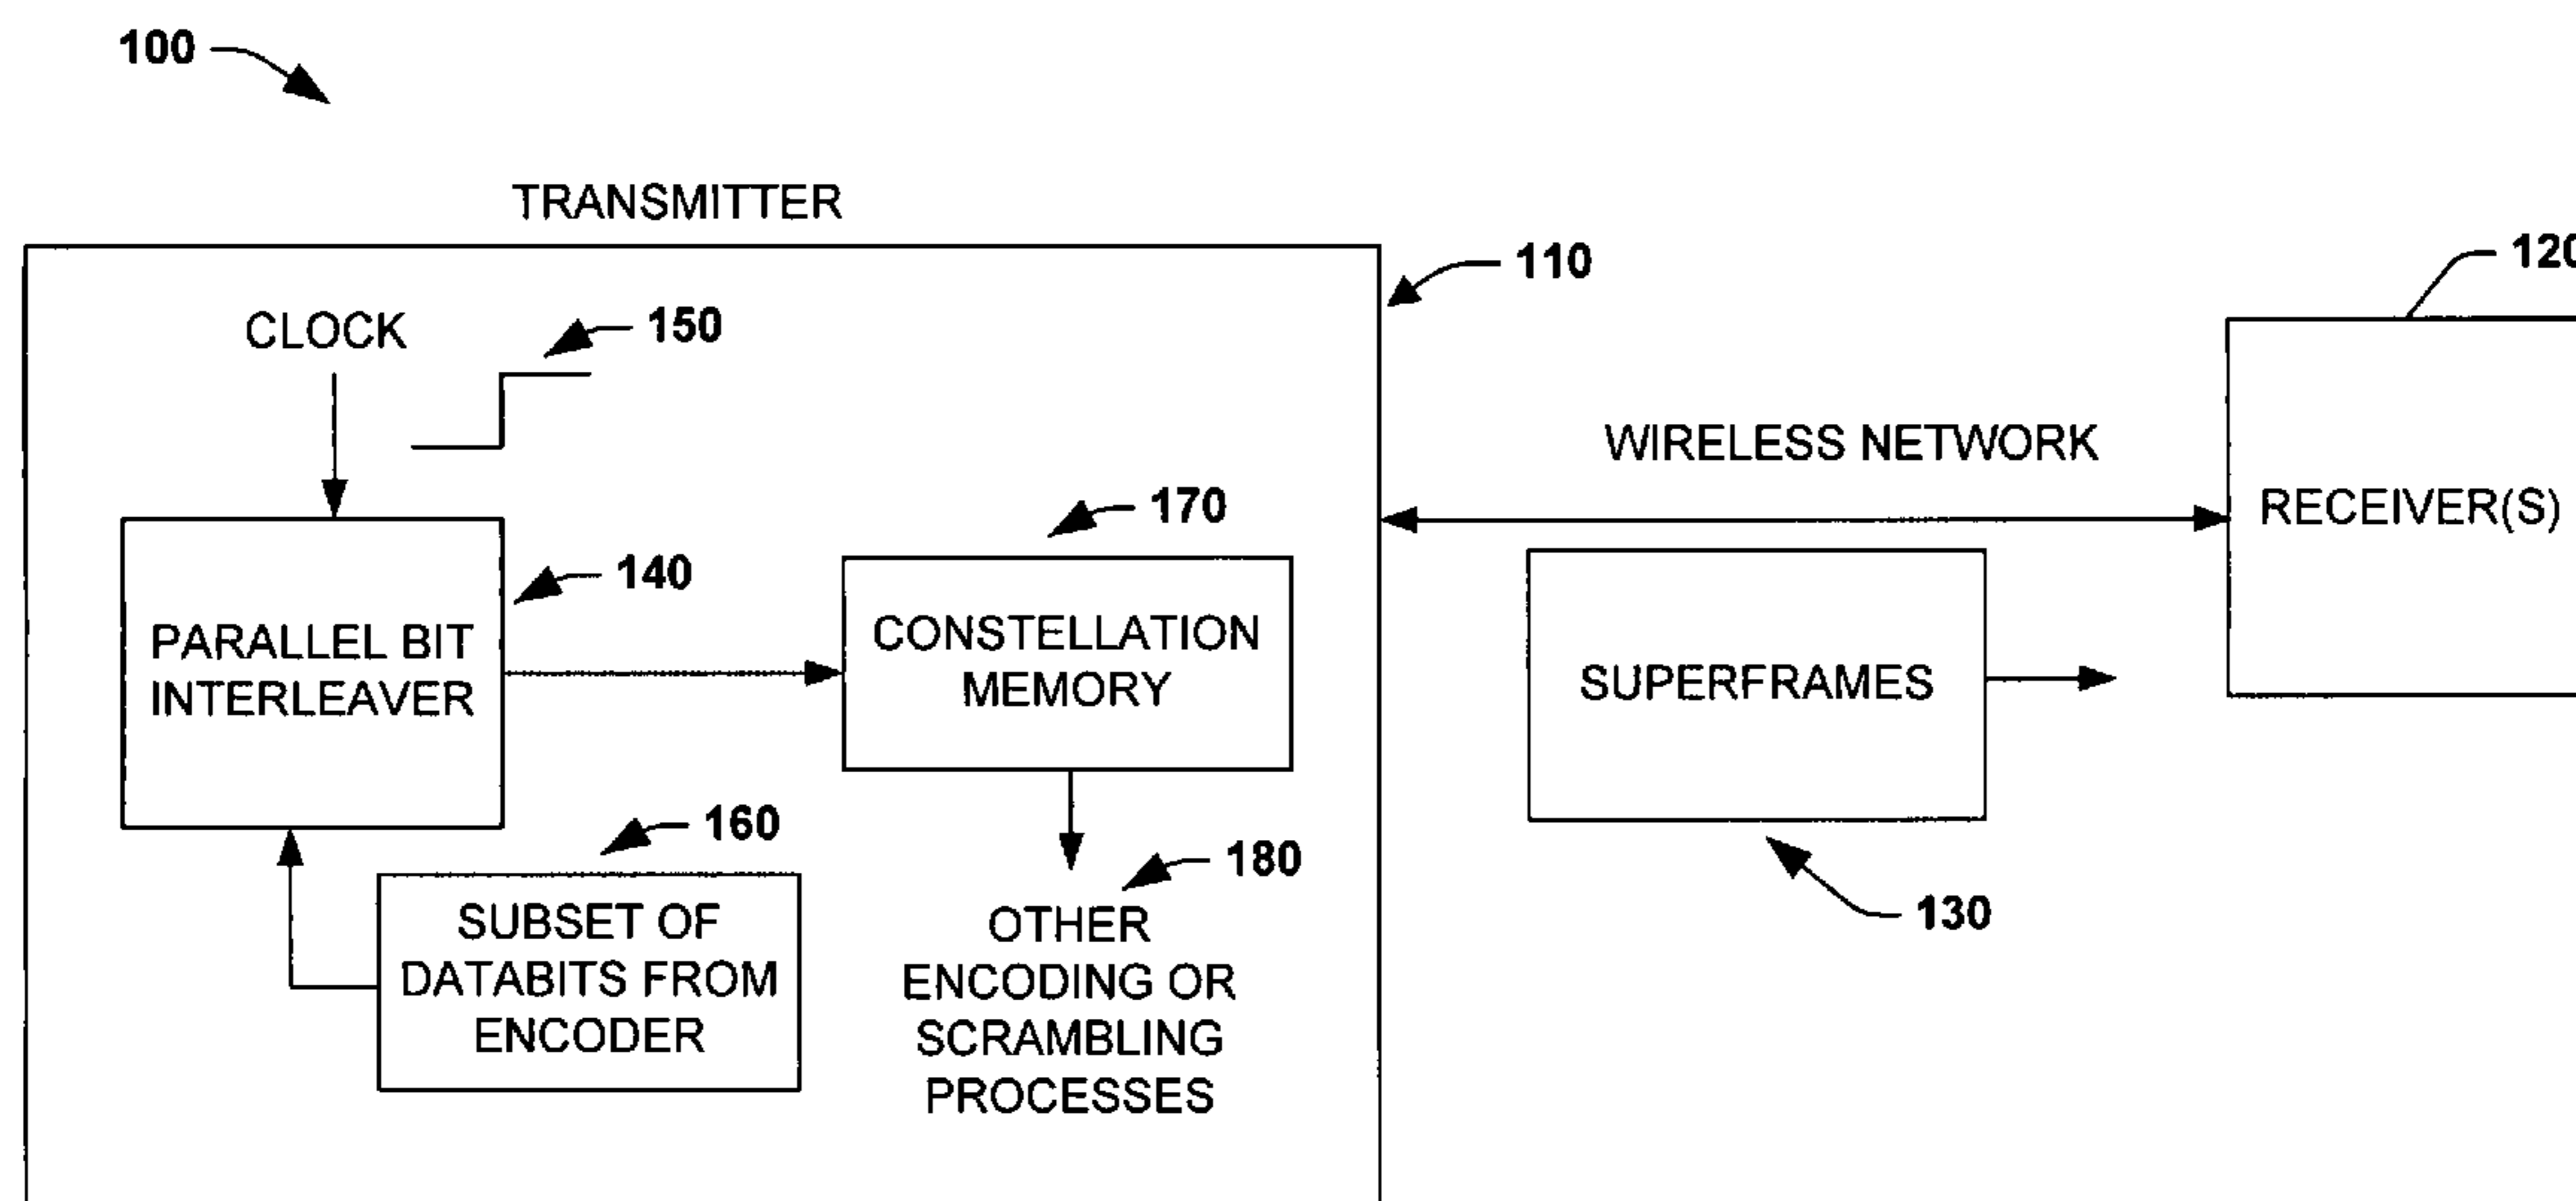 100
TRANSMITTER
110
120
CLOCK
150
WIRELESS NETWORK
170
RECEIVER(S)
140
PARALLEL BIT
INTERLEAVER
CONSTELLATION
MEMORY
SUPERFRAMES
160
180
130
SUBSET OF
DATABITS FROM
ENCODER
OTHER
ENCODING OR
SCRAMBLING
PROCESSES